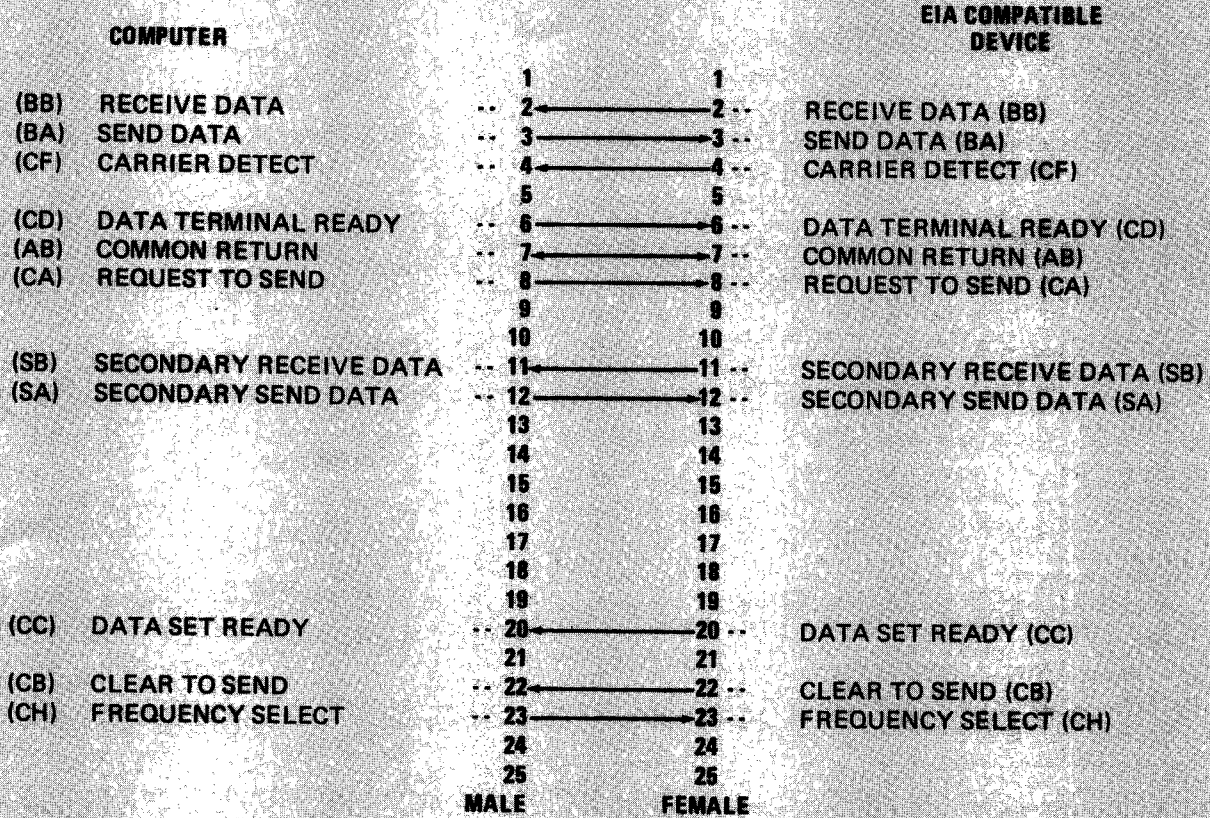 COMPUTER EIA COMPATIBLE
DEVICE
1 1
(BB) RECEIVE DATA -- 2 2 -- RECEIVE DATA (BB)
(BA) SEND DATA -- 3 3 -- SEND DATA (BA)
(CF) CARRIER DETECT -- 4 4 -- CARRIER DETECT (CF)
5 5
(CD) DATA TERMINAL READY -- 6 6 -- DATA TERMINAL READY (CD)
(AB) COMMON RETURN -- 7 7 -- COMMON RETURN (AB)
(CA) REQUEST TO SEND -- 8 8 -- REQUEST TO SEND (CA)
9 9
10 10
(SB) SECONDARY RECEIVE DATA -- 11 11 -- SECONDARY RECEIVE DATA (SB)
(SA) SECONDARY SEND DATA -- 12 12 -- SECONDARY SEND DATA (SA)
13 13
14 14
15 15
16 16
17 17
18 18
19 19
(CC) DATA SET READY -- 20 20 -- DATA SET READY (CC)
21 21
(CB) CLEAR TO SEND -- 22 22 -- CLEAR TO SEND (CB)
(CH) FREQUENCY SELECT -- 23 23 -- FREQUENCY SELECT (CH)
24 24
25 25
MALE FEMALE